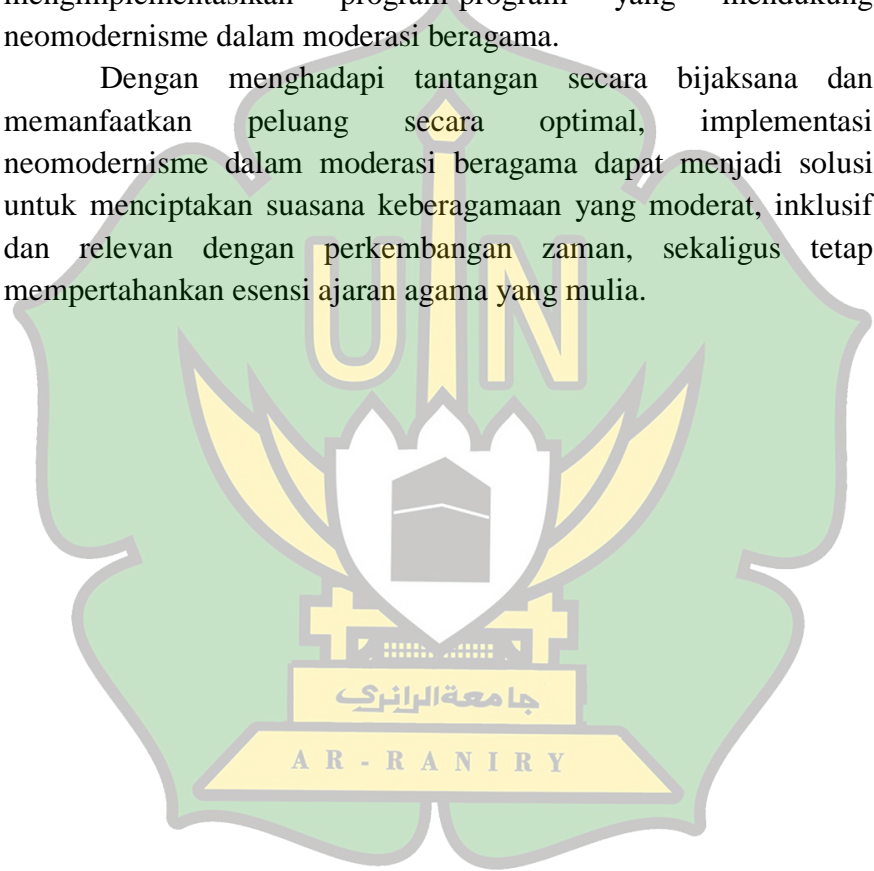 mengimplementasikan program-program yang mendukung
neomodernisme dalam moderasi beragama.
Dengan menghadapi tantangan secara bijaksana dan
memanfaatkan peluang secara optimal, implementasi
neomodernisme dalam moderasi beragama dapat menjadi solusi
untuk menciptakan suasana keberagamaan yang moderat, inklusif
dan relevan dengan perkembangan zaman, sekaligus tetap
mempertahankan esensi ajaran agama yang mulia.
UIN
جامعةالرانري
AR-RANIRY